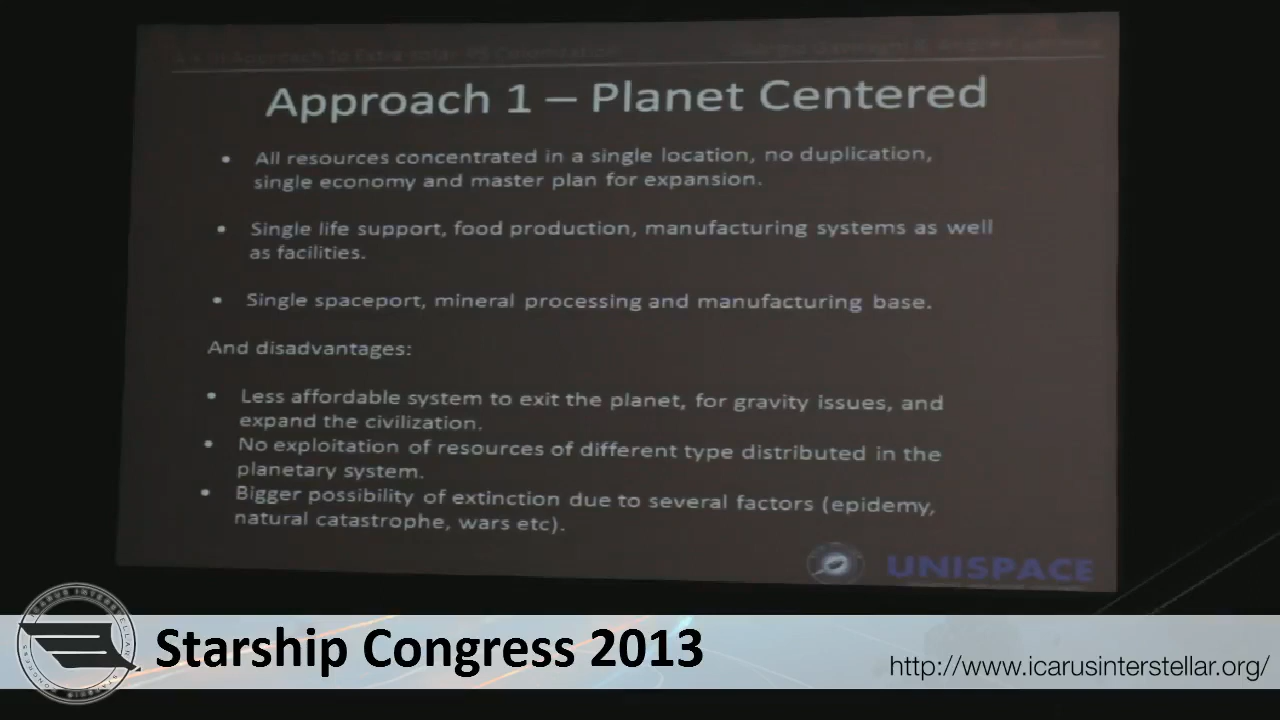 Approach 1 – Planet Centered
• All resources concentrated in a single location, no duplication,
single economy and master plan for expansion.
• Single life support, food production, manufacturing systems as well
as facilities.
• Single spaceport, mineral processing and manufacturing base.
And disadvantages:
• Less affordable system to exit the planet, for gravity issues, and
expand the civilization.
• No exploitation of resources of different type distributed in the
planetary system.
• Bigger possibility of extinction due to several factors (epidemy,
natural catastrophe, wars etc).
UNISPACE
ICARUS INTERSTELLAR
STARSHIP CONGRESS
Starship Congress 2013
http://www.icarusinterstellar.org/